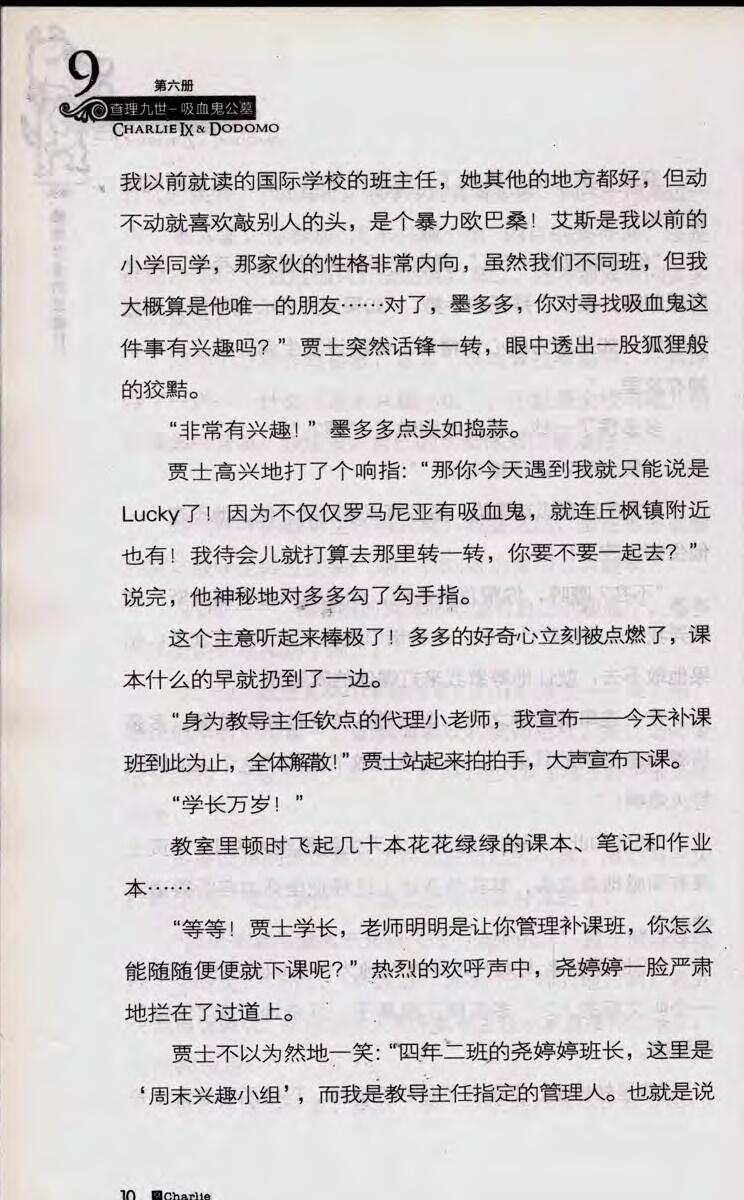 9
第六册
查理九世-吸血鬼公墓
CHARLIE IX & DODOMO
我以前就读的国际学校的班主任，她其他的地方都好，但动
不动就喜欢敲别人的头，是个暴力欧巴桑！艾斯是我以前的
小学同学，那家伙的性格非常内向，虽然我们不同班，但我
大概算是他唯一的朋友……对了，墨多多，你对寻找吸血鬼这
件事有兴趣吗？”贾士突然话锋一转，眼中透出一股狐狸般
的狡黠。
“非常有兴趣！”墨多多点头如捣蒜。
贾士高兴地打了个响指：“那你今天遇到我就只能说是
Lucky了！因为不仅仅罗马尼亚有吸血鬼，就连丘枫镇附近
也有！我待会儿就打算去那里转一转，你要不要一起去？”
说完，他神秘地对多多勾了勾手指。
这个主意听起来棒极了！多多的好奇心立刻被点燃了，课
本什么的早就扔到了一边。
“身为教导主任钦点的代理小老师，我宣布——今天补课
班到此为止，全体解散！”贾士站起来拍拍手，大声宣布下课。
“学长万岁！”
教室里顿时飞起几十本花花绿绿的课本、笔记和作业
本……
“等等！贾士学长，老师明明是让你管理补课班，你怎么
能随随便便就下课呢？”热烈的欢呼声中，尧婷婷一脸严肃
地拦在了过道上。
贾士不以为然地一笑：“四年二班的尧婷婷班长，这里是
‘周末兴趣小组’，而我是教导主任指定的管理人。也就是说
10 Charlie